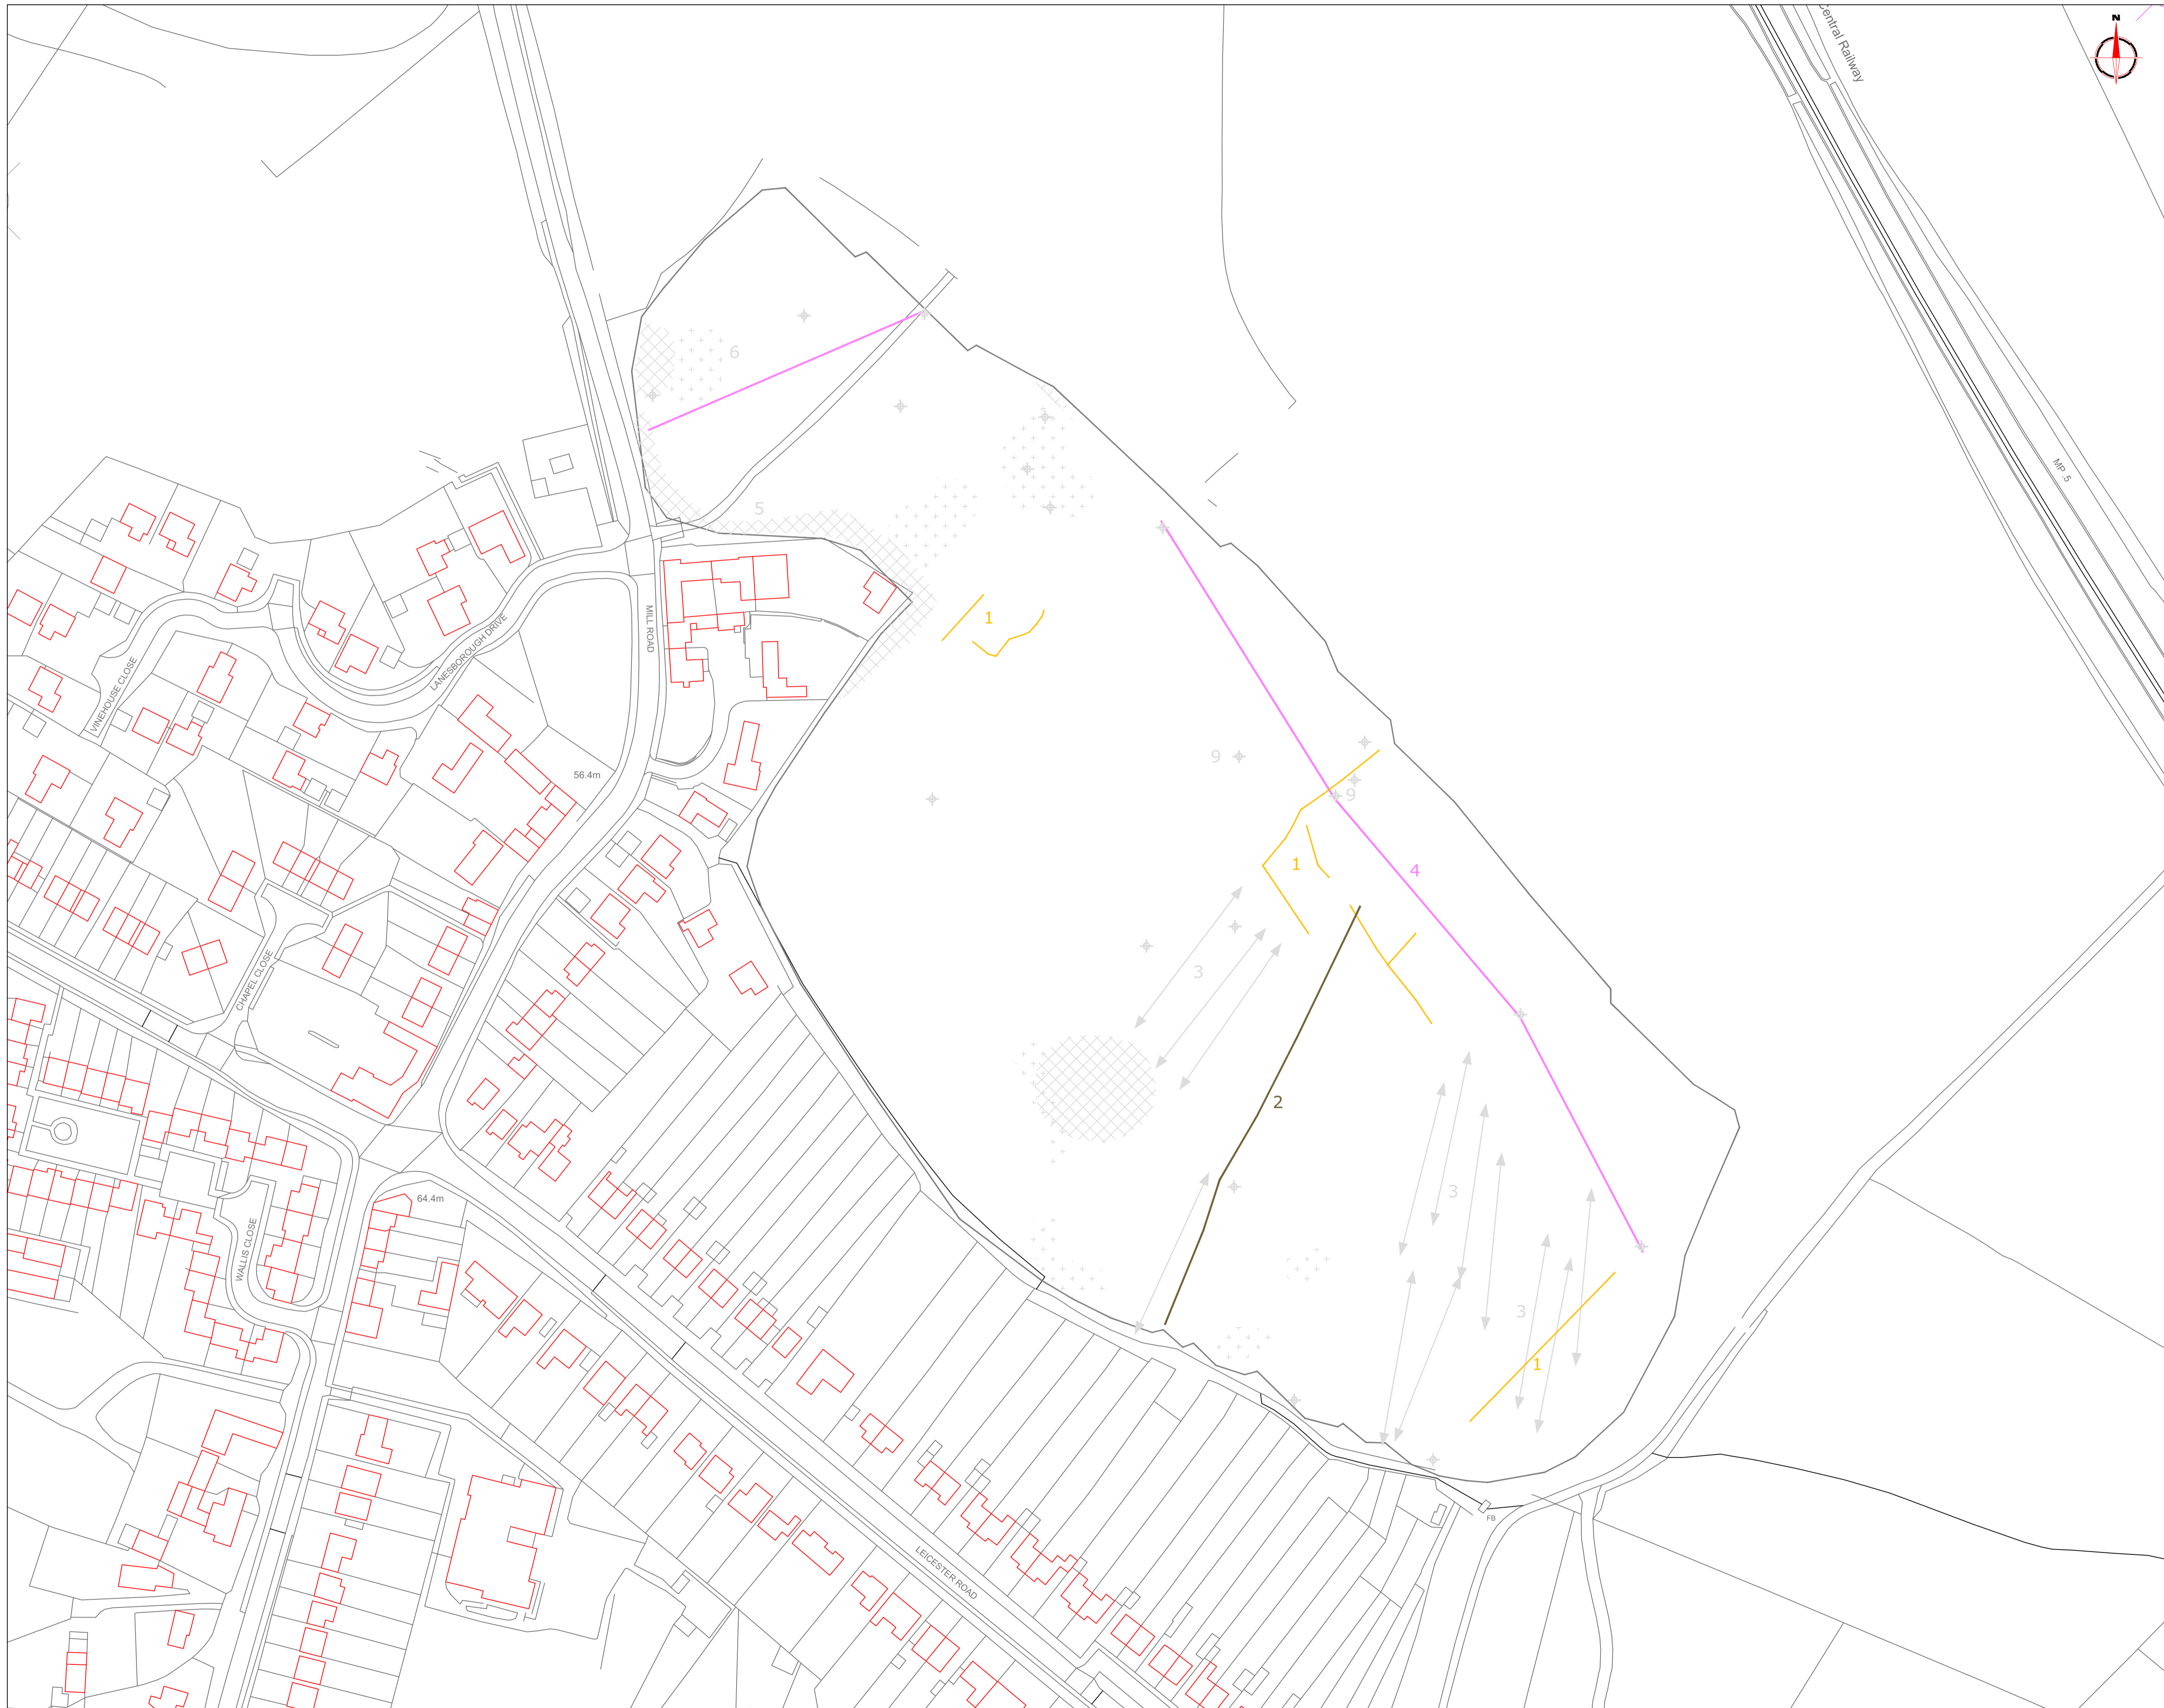 N
Central Railway
6
MP .5
5
1
MILL ROAD
LANESBOROUGH DRIVE
VINEHOUSE CLOSE
9
56.4m
9
1
4
3
CHAPEL CLOSE
2
3
64.4m
WALLIS CLOSE
3
1
FB
LEICESTER ROAD